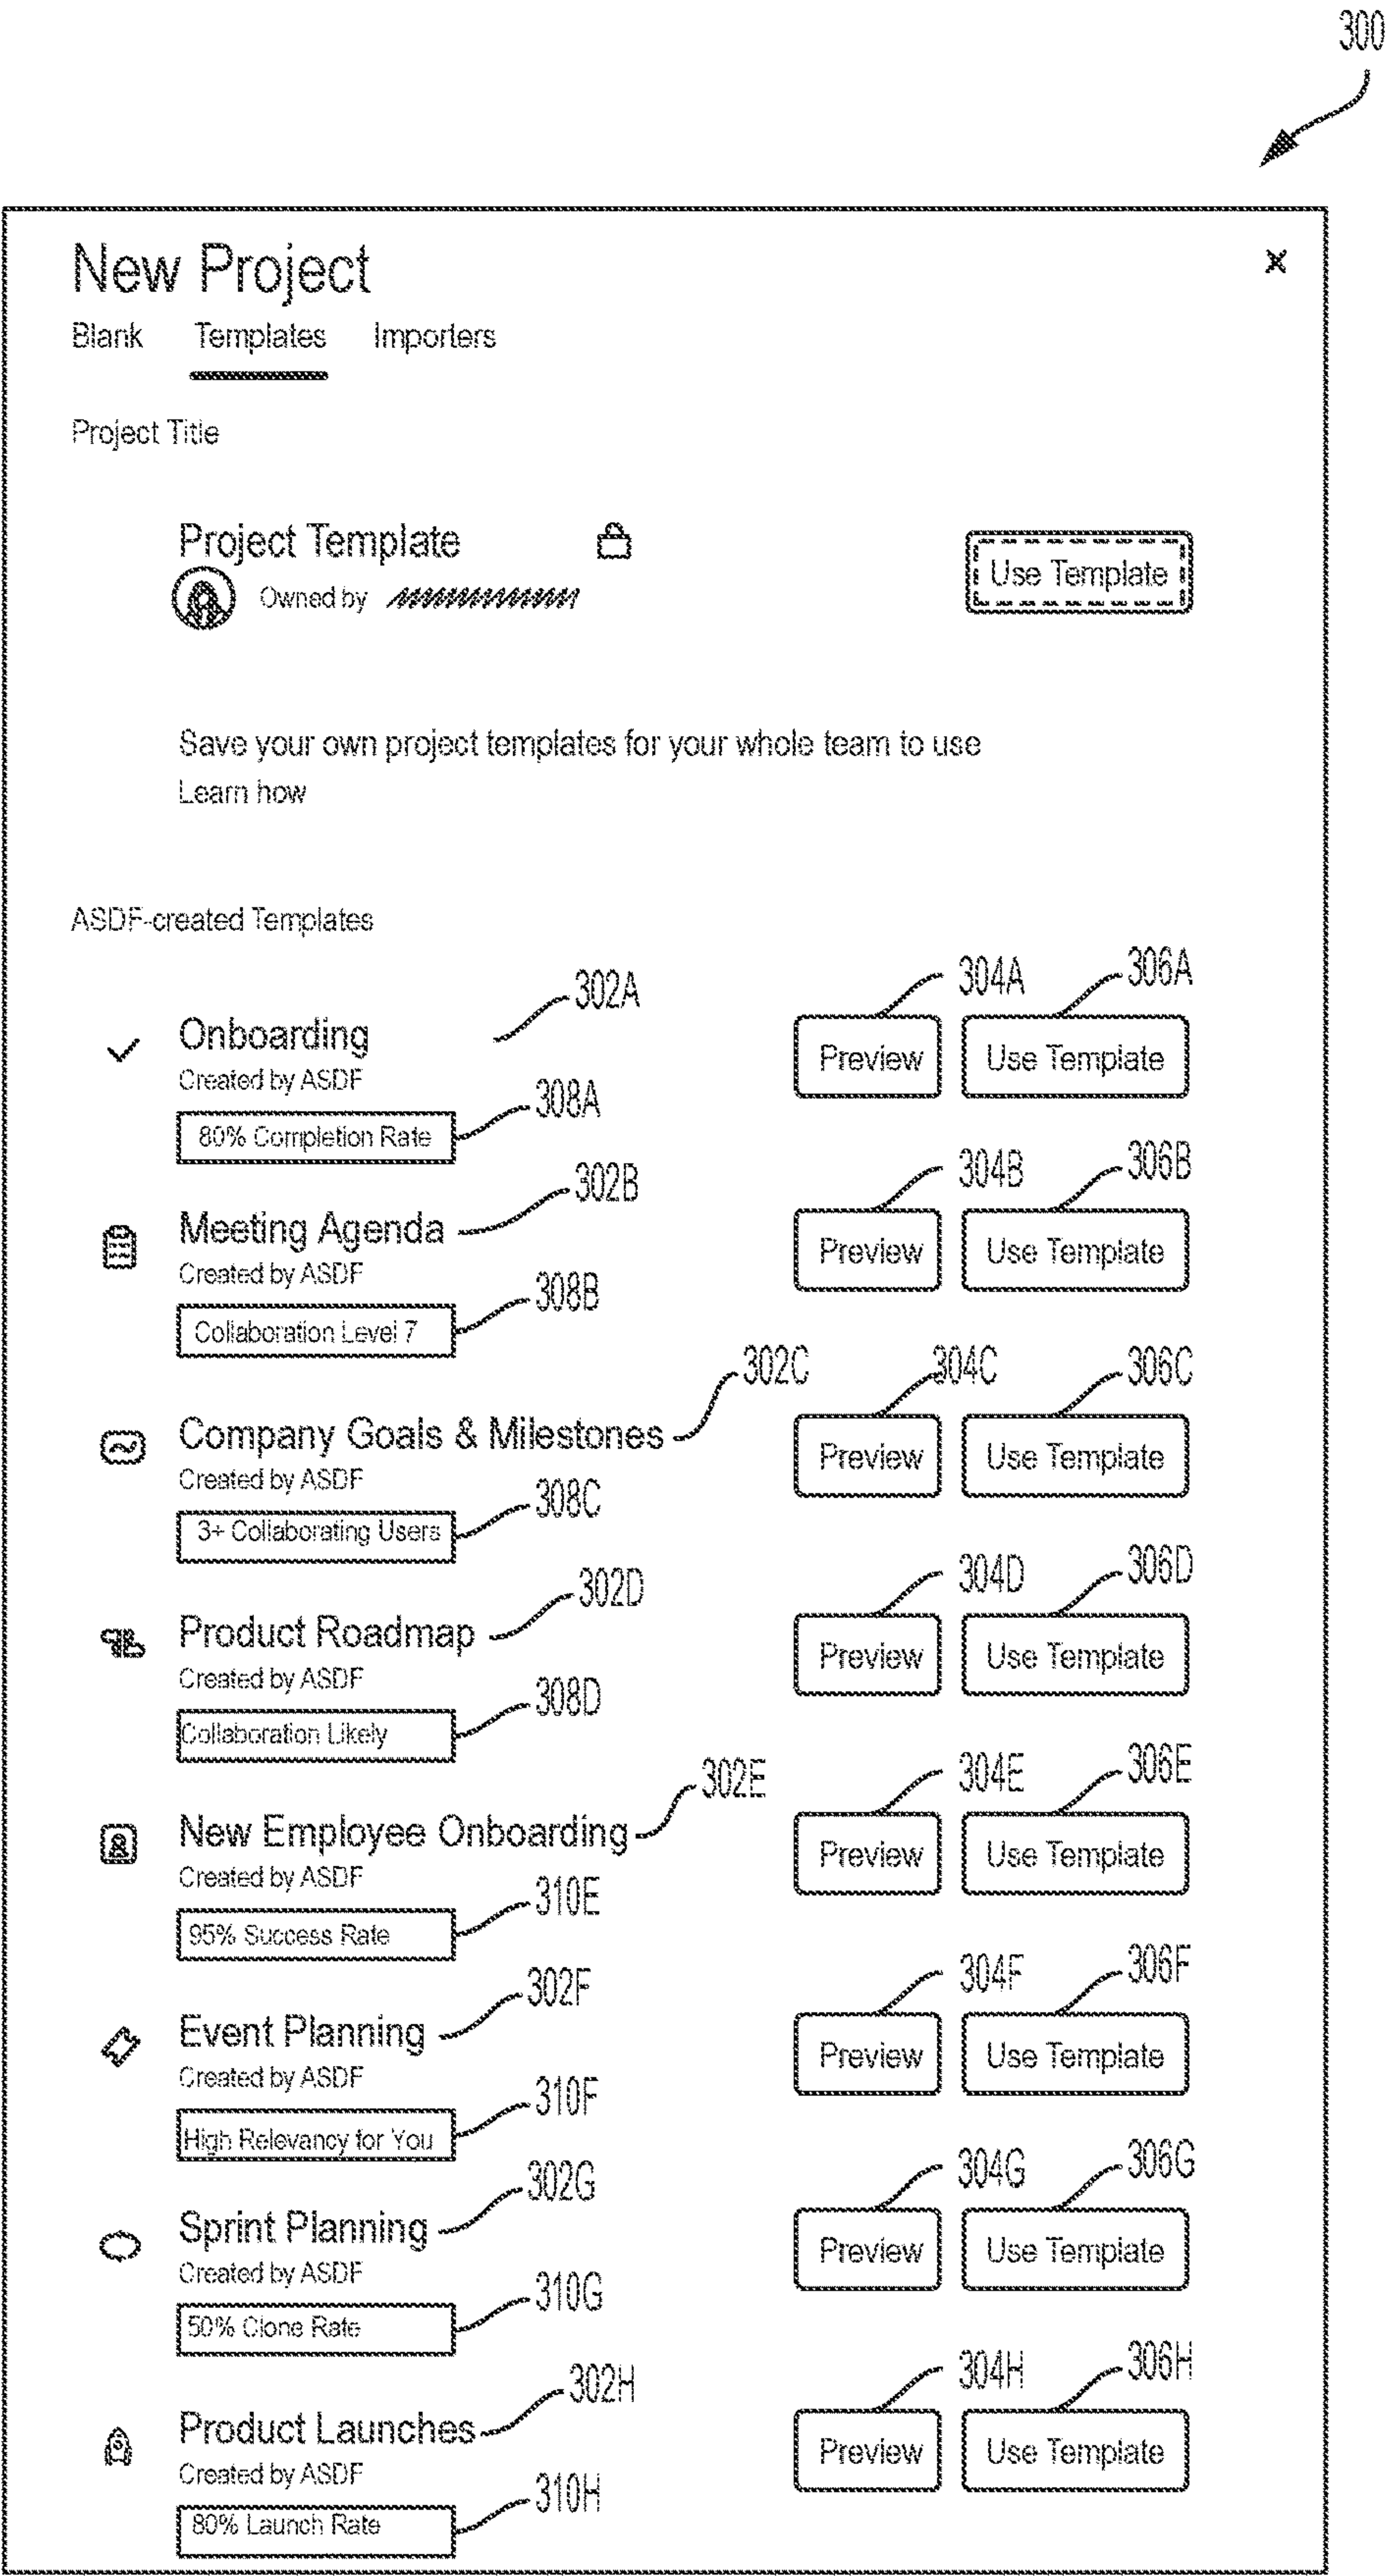 300
New Project
X
Blank Templates Importers
Project Title
Project Template
Use Template
Owned by
Save your own project templates for your whole team to use
Learn how
ASDF-created Templates
302A 304A 306A
Onboarding Preview Use Template
Created by ASDF
308A
80% Completion Rate
302B 304B 306B
Meeting Agenda Preview Use Template
Created by ASDF
308B
Collaboration Level 7
302C 304C 306C
Company Goals & Milestones Preview Use Template
Created by ASDF
308C
3+ Collaborating Users
302D 304D 306D
Product Roadmap Preview Use Template
Created by ASDF
308D
Collaboration Likely
302E 304E 306E
New Employee Onboarding Preview Use Template
Created by ASDF
310E
95% Success Rate
302F 304F 306F
Event Planning Preview Use Template
Created by ASDF
310F
High Relevancy for You
302G 304G 306G
Sprint Planning Preview Use Template
Created by ASDF
310G
50% Clone Rate
302H 304H 306H
Product Launches Preview Use Template
Created by ASDF
310H
80% Launch Rate